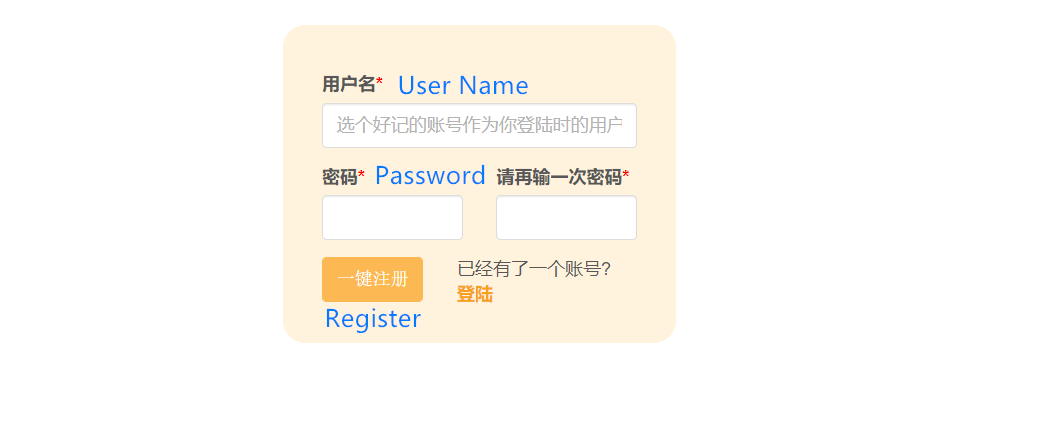 用户名* User Name
选个好记的账号作为你登陆时的用户
密码* Password 请再输一次密码*
一键注册 已经有了一个账号?
登陆
Register